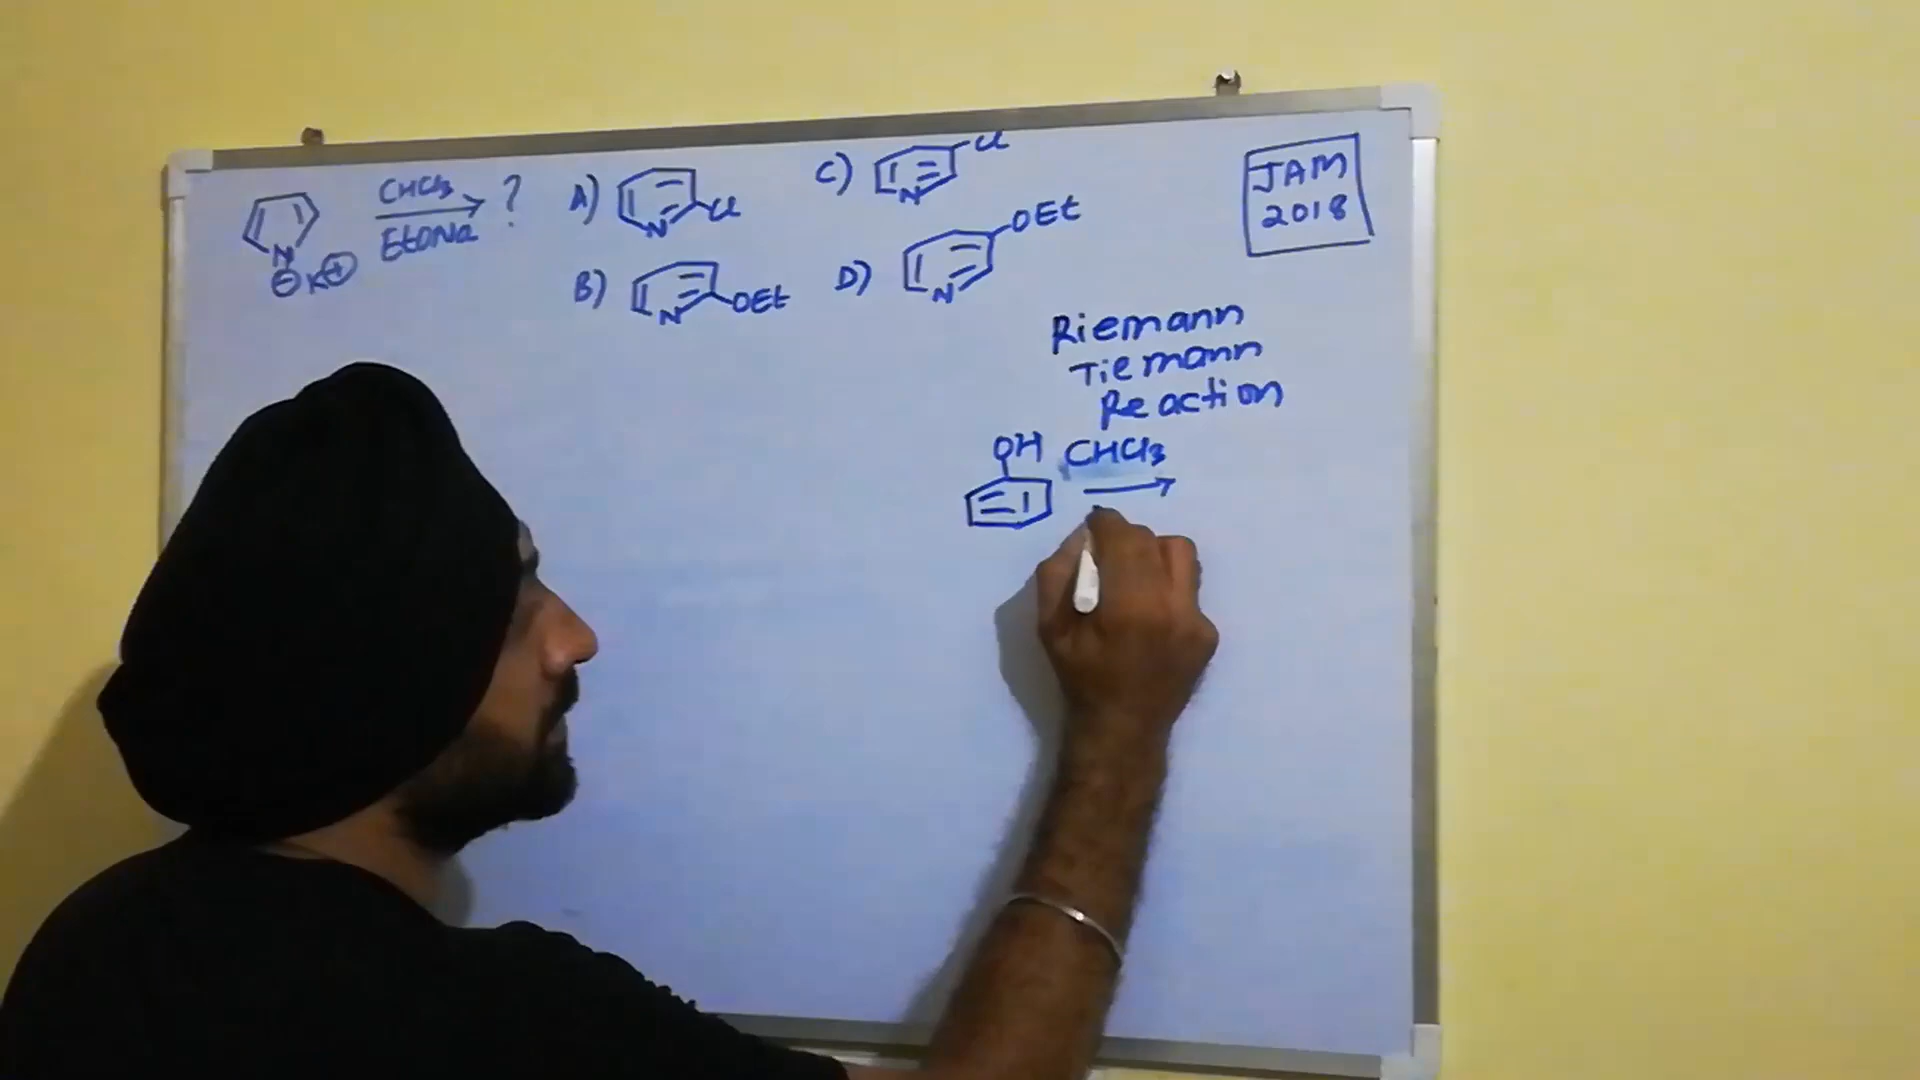 CHCl3
EtONa
?
N
⊖ K⊕
A)
N
Cl
B)
N
OEt
C)
N
Cl
D)
N
OEt
JAM
2018
Riemann
Tiemann
Reaction
OH
CHCl3